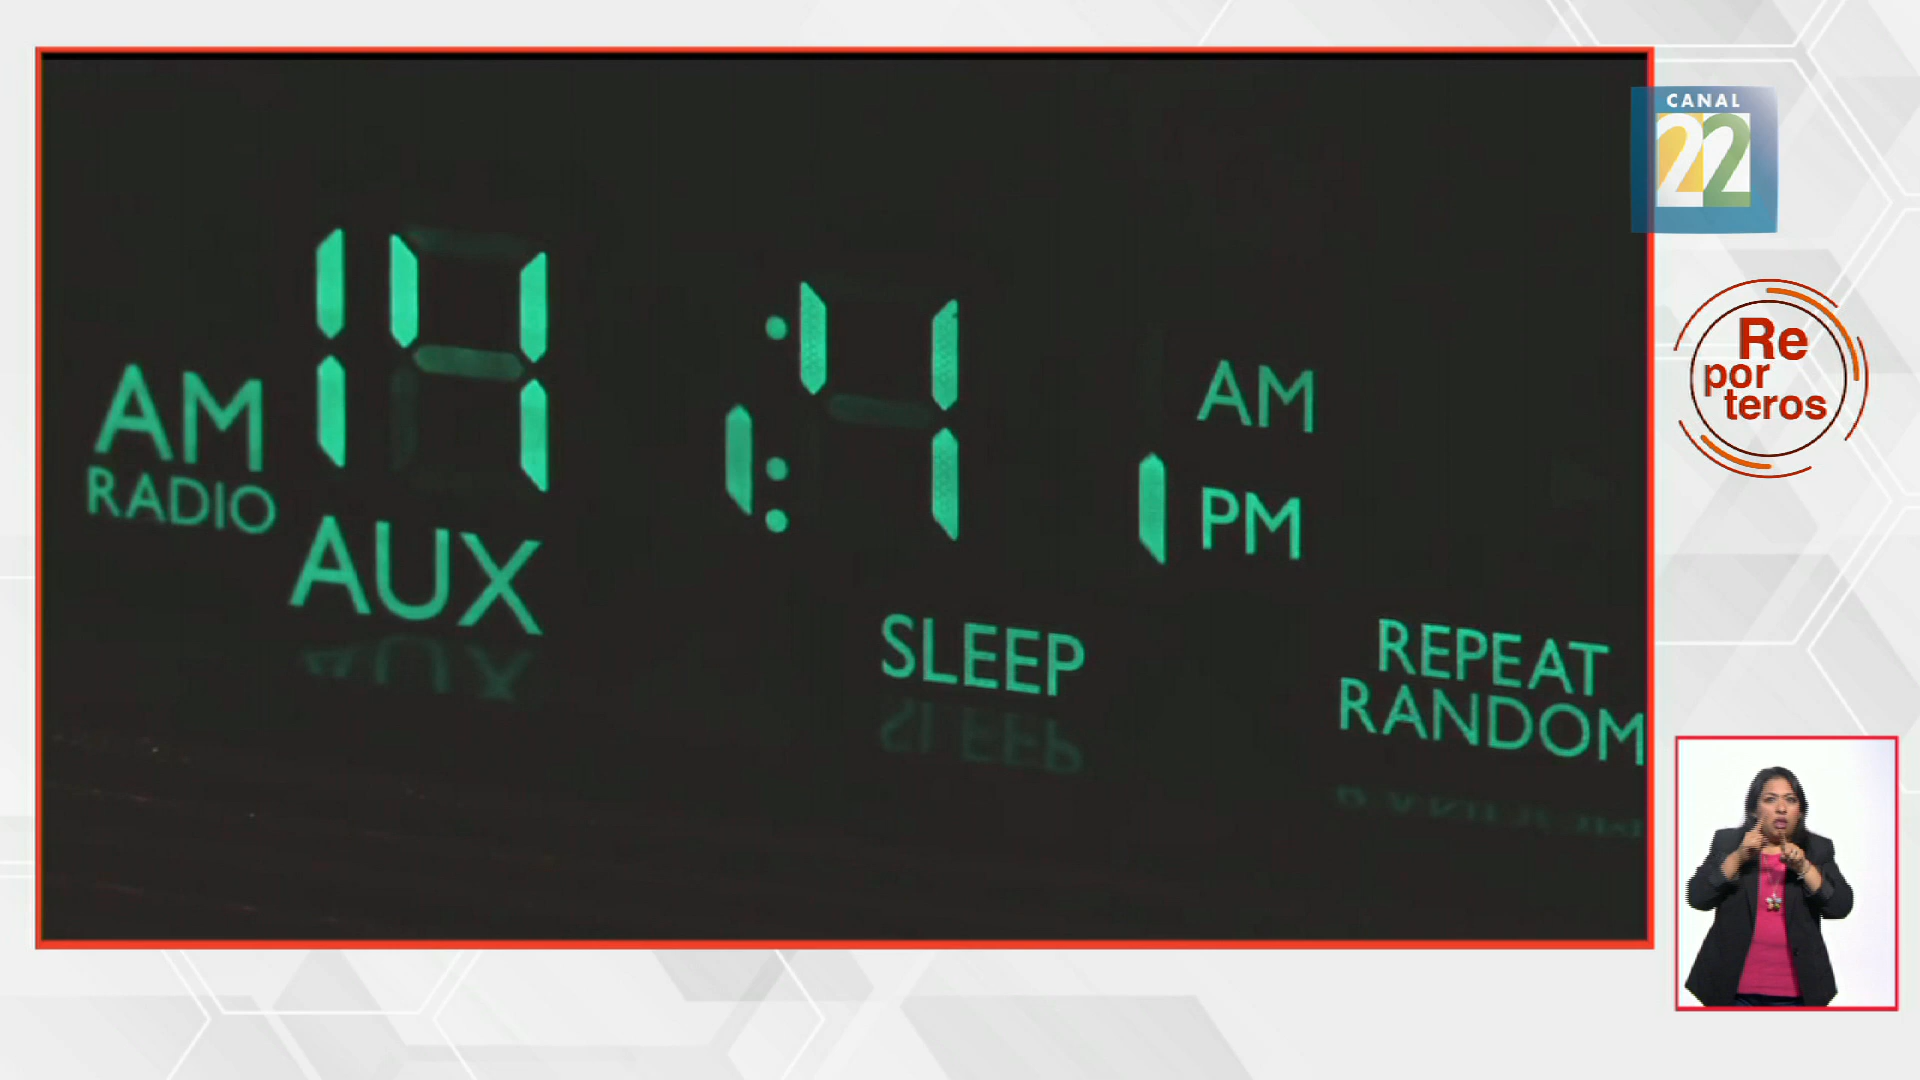 CANAL
22
Re
por
teros
AM
RADIO
AUX
AM
PM
SLEEP
REPEAT
RANDOM